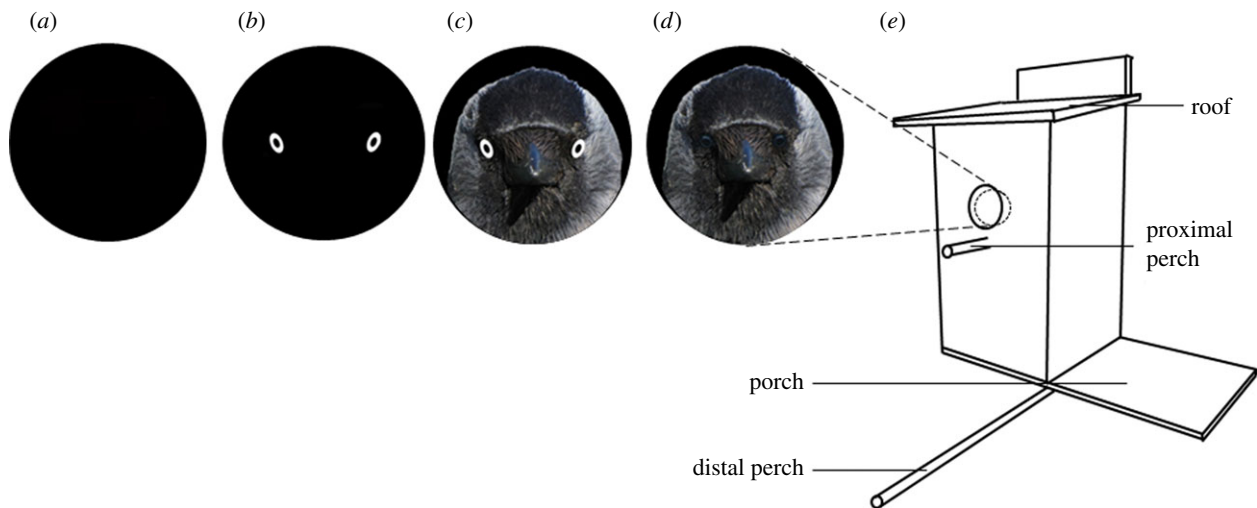 (a) (b) (c) (d) (e)
roof
proximal
perch
porch
distal perch